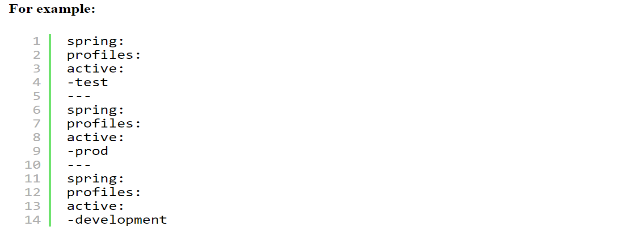 For example:
1 spring:
2 profiles:
3 active:
4 -test
5 ---
6 spring:
7 profiles:
8 active:
9 -prod
10 ---
11 spring:
12 profiles:
13 active:
14 -development